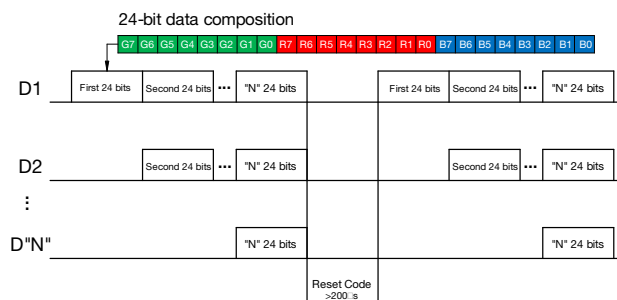 24-bit data composition
G7 G6 G5 G4 G3 G2 G1 G0 R7 R6 R5 R4 R3 R2 R1 R0 B7 B6 B5 B4 B3 B2 B1 B0
D1 First 24 bits Second 24 bits ••• "N" 24 bits First 24 bits Second 24 bits ••• "N" 24 bits
D2 Second 24 bits ••• "N" 24 bits Second 24 bits ••• "N" 24 bits
⋮
D"N" "N" 24 bits "N" 24 bits
Reset Code
>200□s